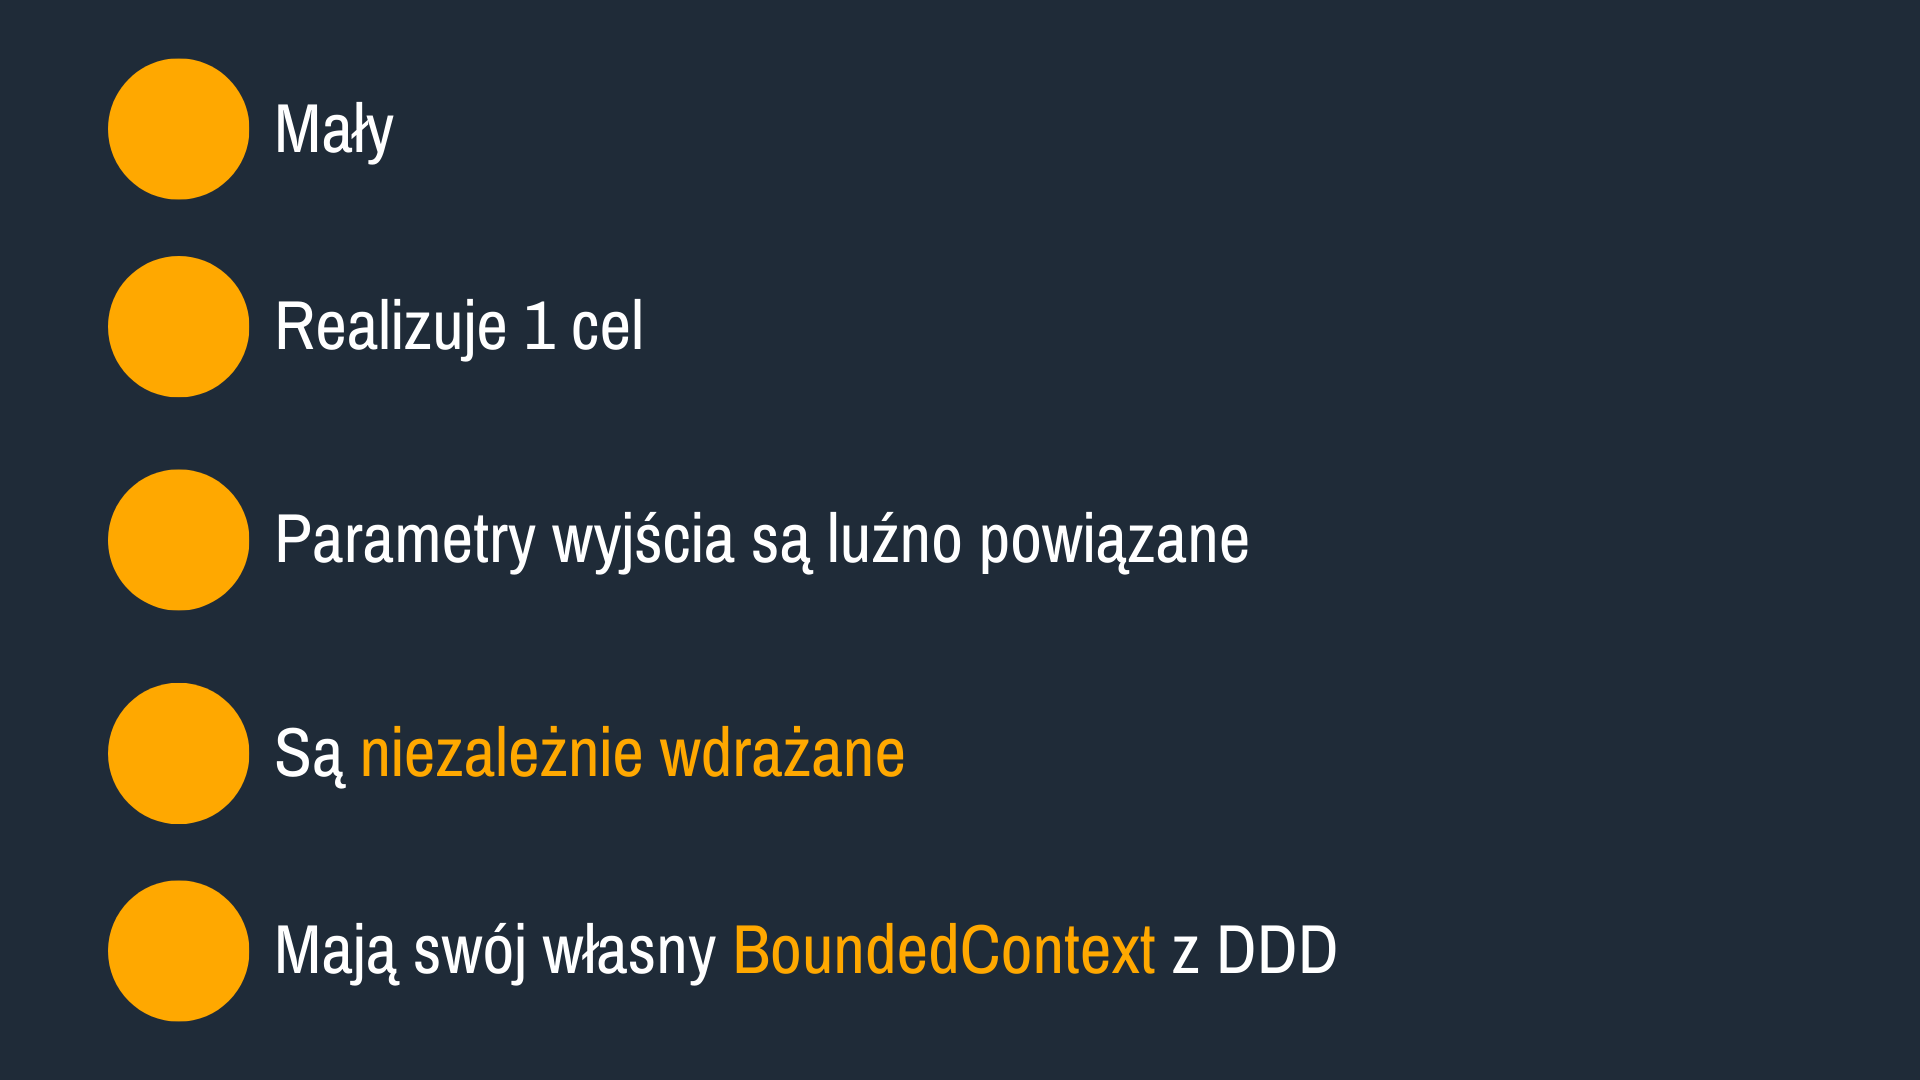 Mały
Realizuje 1 cel
Parametry wyjścia są luźno powiązane
Są niezależnie wdrażane
Mają swój własny BoundedContext z DDD